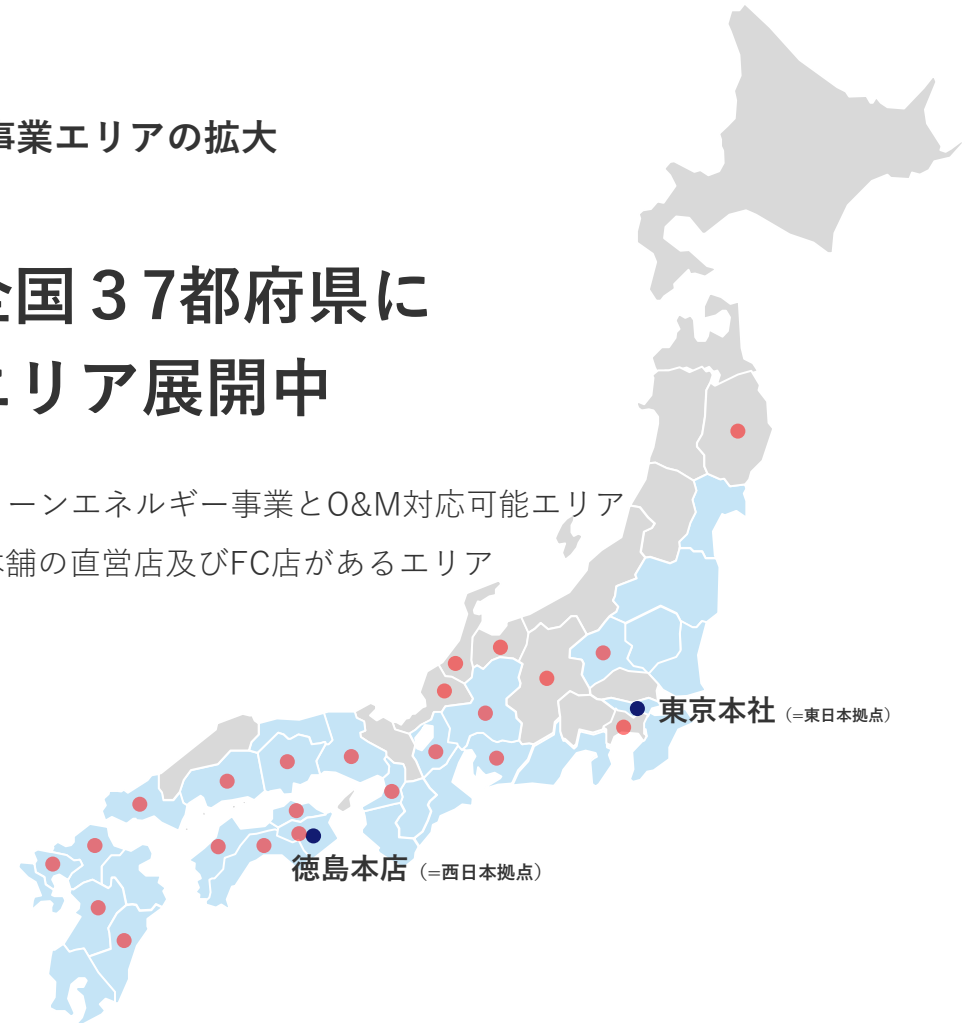 事業エリアの拡大
全国３7都府県に
エリア展開中
ーンエネルギー事業とO&M対応可能エリア
本舗の直営店及びFC店があるエリア
東京本社（=東日本拠点）
徳島本店（=西日本拠点）